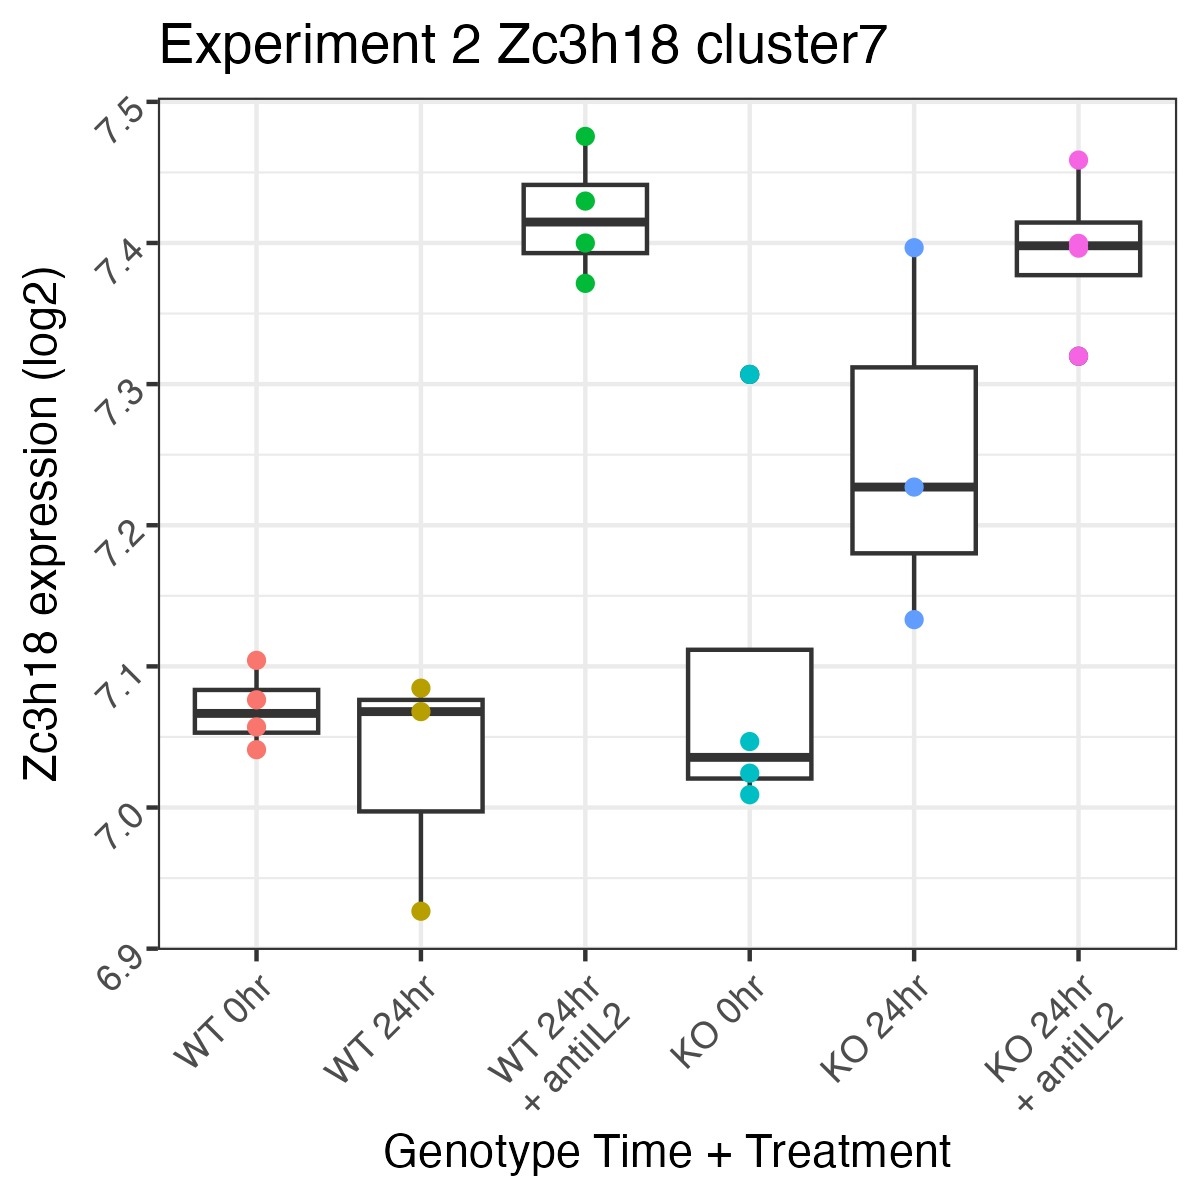 Experiment 2 Zc3h18 cluster7
Zc3h18 expression (log2)
7.5
7.4
7.3
7.2
7.1
7.0
6.9
WT 0hr
WT 24hr
WT 24hr
+ antiIL2
KO 0hr
KO 24hr
KO 24hr
+ antiIL2
Genotype Time + Treatment